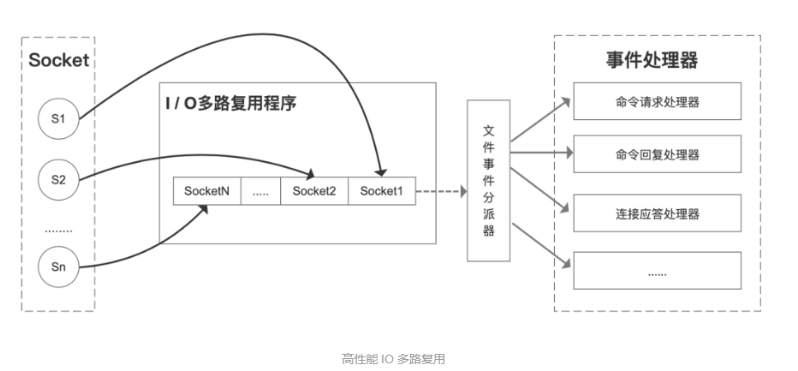 Socket
S1
S2
........
Sn
I / O多路复用程序
SocketN
.....
Socket2
Socket1
文件事件分派器
事件处理器
命令请求处理器
命令回复处理器
连接应答处理器
......
高性能 IO 多路复用